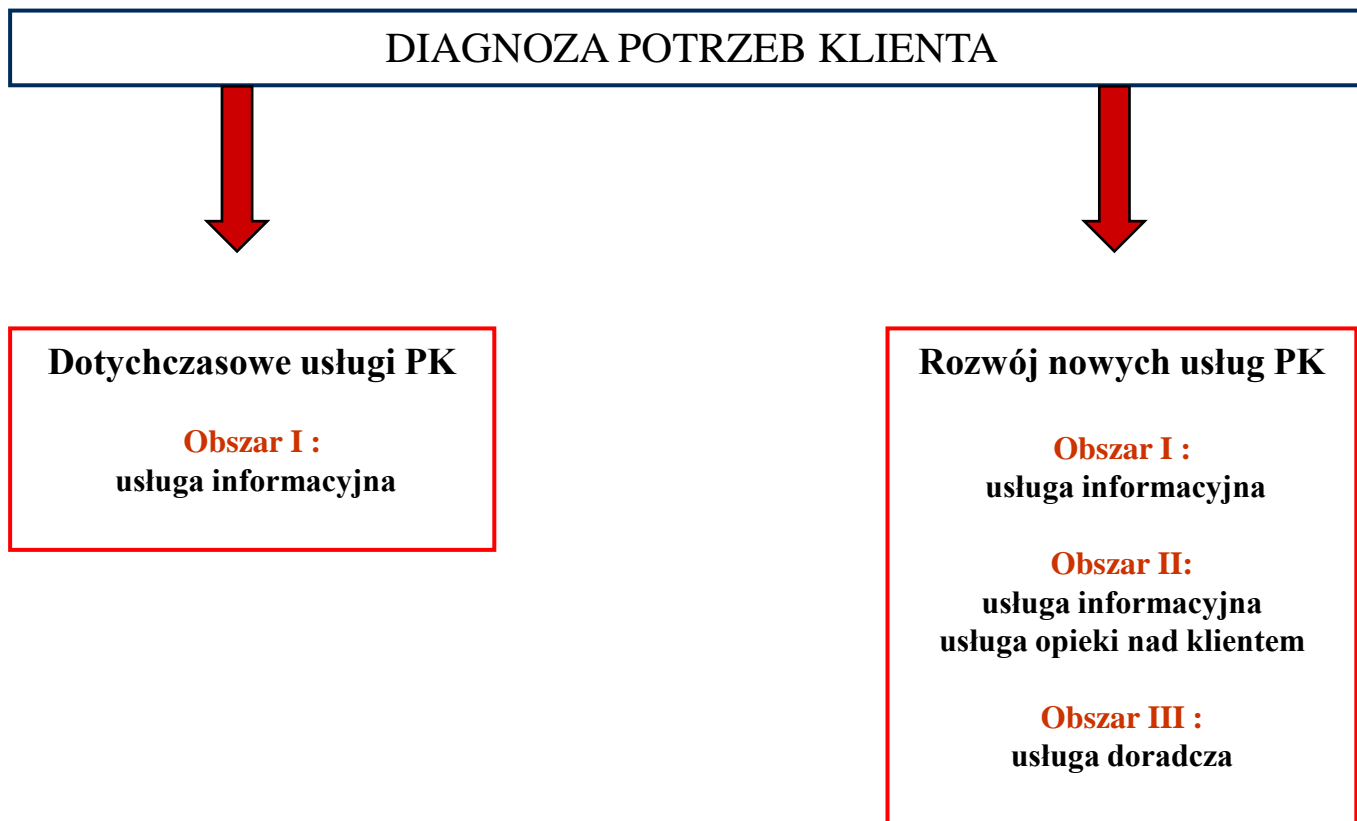 DIAGNOZA POTRZEB KLIENTA
Dotychczasowe usługi PK
Obszar I :
usługa informacyjna
Rozwój nowych usług PK
Obszar I :
usługa informacyjna
Obszar II:
usługa informacyjna
usługa opieki nad klientem
Obszar III :
usługa doradcza